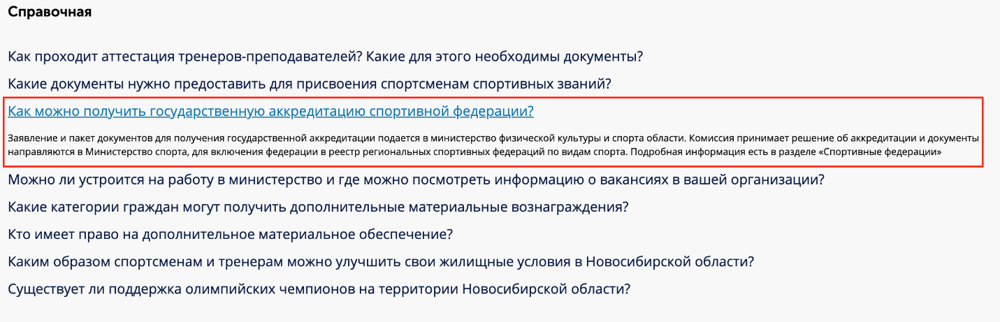 Справочная
Как проходит аттестация тренеров-преподавателей? Какие для этого необходимы документы?
Какие документы нужно предоставить для присвоения спортсменам спортивных званий?
Как можно получить государственную аккредитацию спортивной федерации?
Заявление и пакет документов для получения государственной аккредитации подается в министерство физической культуры и спорта области. Комиссия принимает решение об аккредитации и документы
направляются в Министерство спорта, для включения федерации в реестр региональных спортивных федераций по видам спорта. Подробная информация есть в разделе «Спортивные федерации»
Можно ли устроится на работу в министерство и где можно посмотреть информацию о вакансиях в вашей организации?
Какие категории граждан могут получить дополнительные материальные вознаграждения?
Кто имеет право на дополнительное материальное обеспечение?
Каким образом спортсменам и тренерам можно улучшить свои жилищные условия в Новосибирской области?
Существует ли поддержка олимпийских чемпионов на территории Новосибирской области?